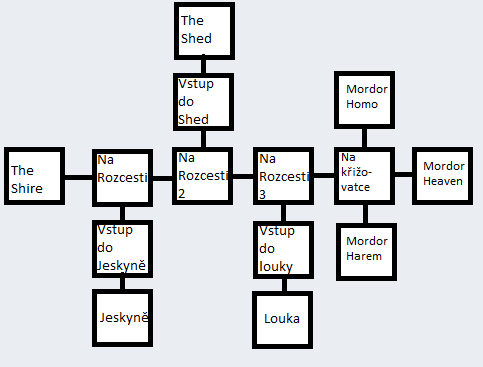 The
Shed
Vstup
do
Shed
Mordor
Homo
The
Shire
Na
Rozcesti
Na
Rozcesti
2
Na
Rozcesti
3
Na
křižo-
vatce
Mordor
Heaven
Vstup
do
Jeskyně
Vstup
do
louky
Mordor
Harem
Jeskyně
Louka